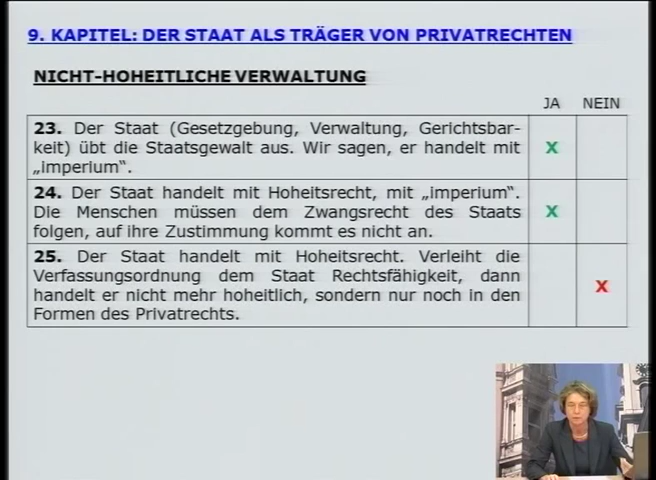 9. KAPITEL: DER STAAT ALS TRÄGER VON PRIVATRECHTEN
NICHT-HOHEITLICHE VERWALTUNG
JA NEIN
23. Der Staat (Gesetzgebung, Verwaltung, Gerichtsbar-
keit) übt die Staatsgewalt aus. Wir sagen, er handelt mit
„imperium“.
X
24. Der Staat handelt mit Hoheitsrecht, mit „imperium“.
Die Menschen müssen dem Zwangsrecht des Staats
folgen, auf ihre Zustimmung kommt es nicht an.
X
25. Der Staat handelt mit Hoheitsrecht. Verleiht die
Verfassungsordnung dem Staat Rechtsfähigkeit, dann
handelt er nicht mehr hoheitlich, sondern nur noch in den
Formen des Privatrechts.
X